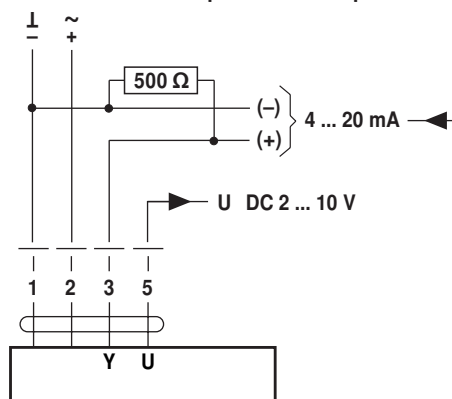 ⊥ ~
− +
500 Ω
(–)
4 ... 20 mA
(+)
U DC 2 ... 10 V
1 2 3 5
Y U